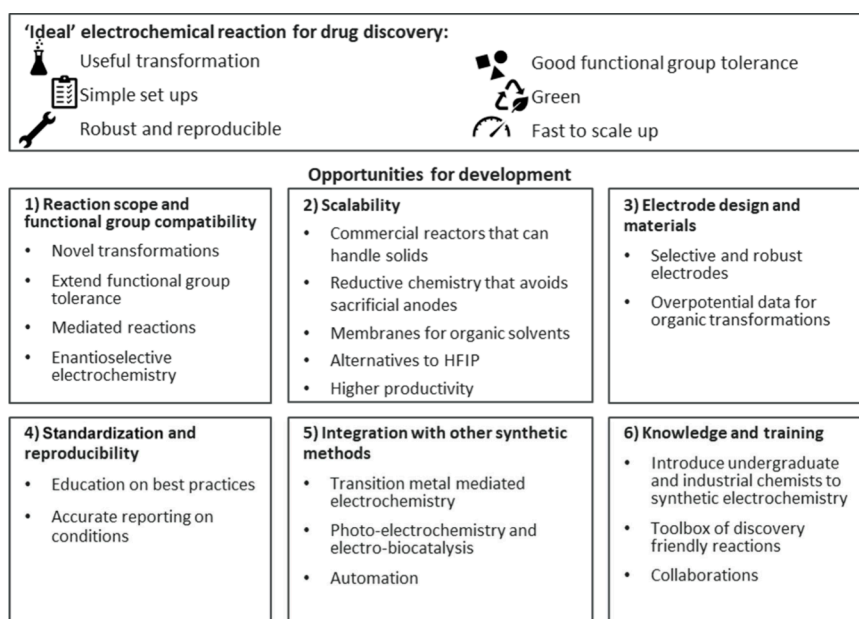 ‘Ideal’ electrochemical reaction for drug discovery:
Useful transformation
Simple set ups
Robust and reproducible
Good functional group tolerance
Green
Fast to scale up
Opportunities for development
1) Reaction scope and
functional group compatibility
• Novel transformations
• Extend functional group
tolerance
• Mediated reactions
• Enantioselective
electrochemistry
2) Scalability
• Commercial reactors that can
handle solids
• Reductive chemistry that avoids
sacrificial anodes
• Membranes for organic solvents
• Alternatives to HFIP
• Higher productivity
3) Electrode design and
materials
• Selective and robust
electrodes
• Overpotential data for
organic transformations
4) Standardization and
reproducibility
• Education on best practices
• Accurate reporting on
conditions
5) Integration with other synthetic
methods
• Transition metal mediated
electrochemistry
• Photo-electrochemistry and
electro-biocatalysis
• Automation
6) Knowledge and training
• Introduce undergraduate
and industrial chemists to
synthetic electrochemistry
• Toolbox of discovery
friendly reactions
• Collaborations